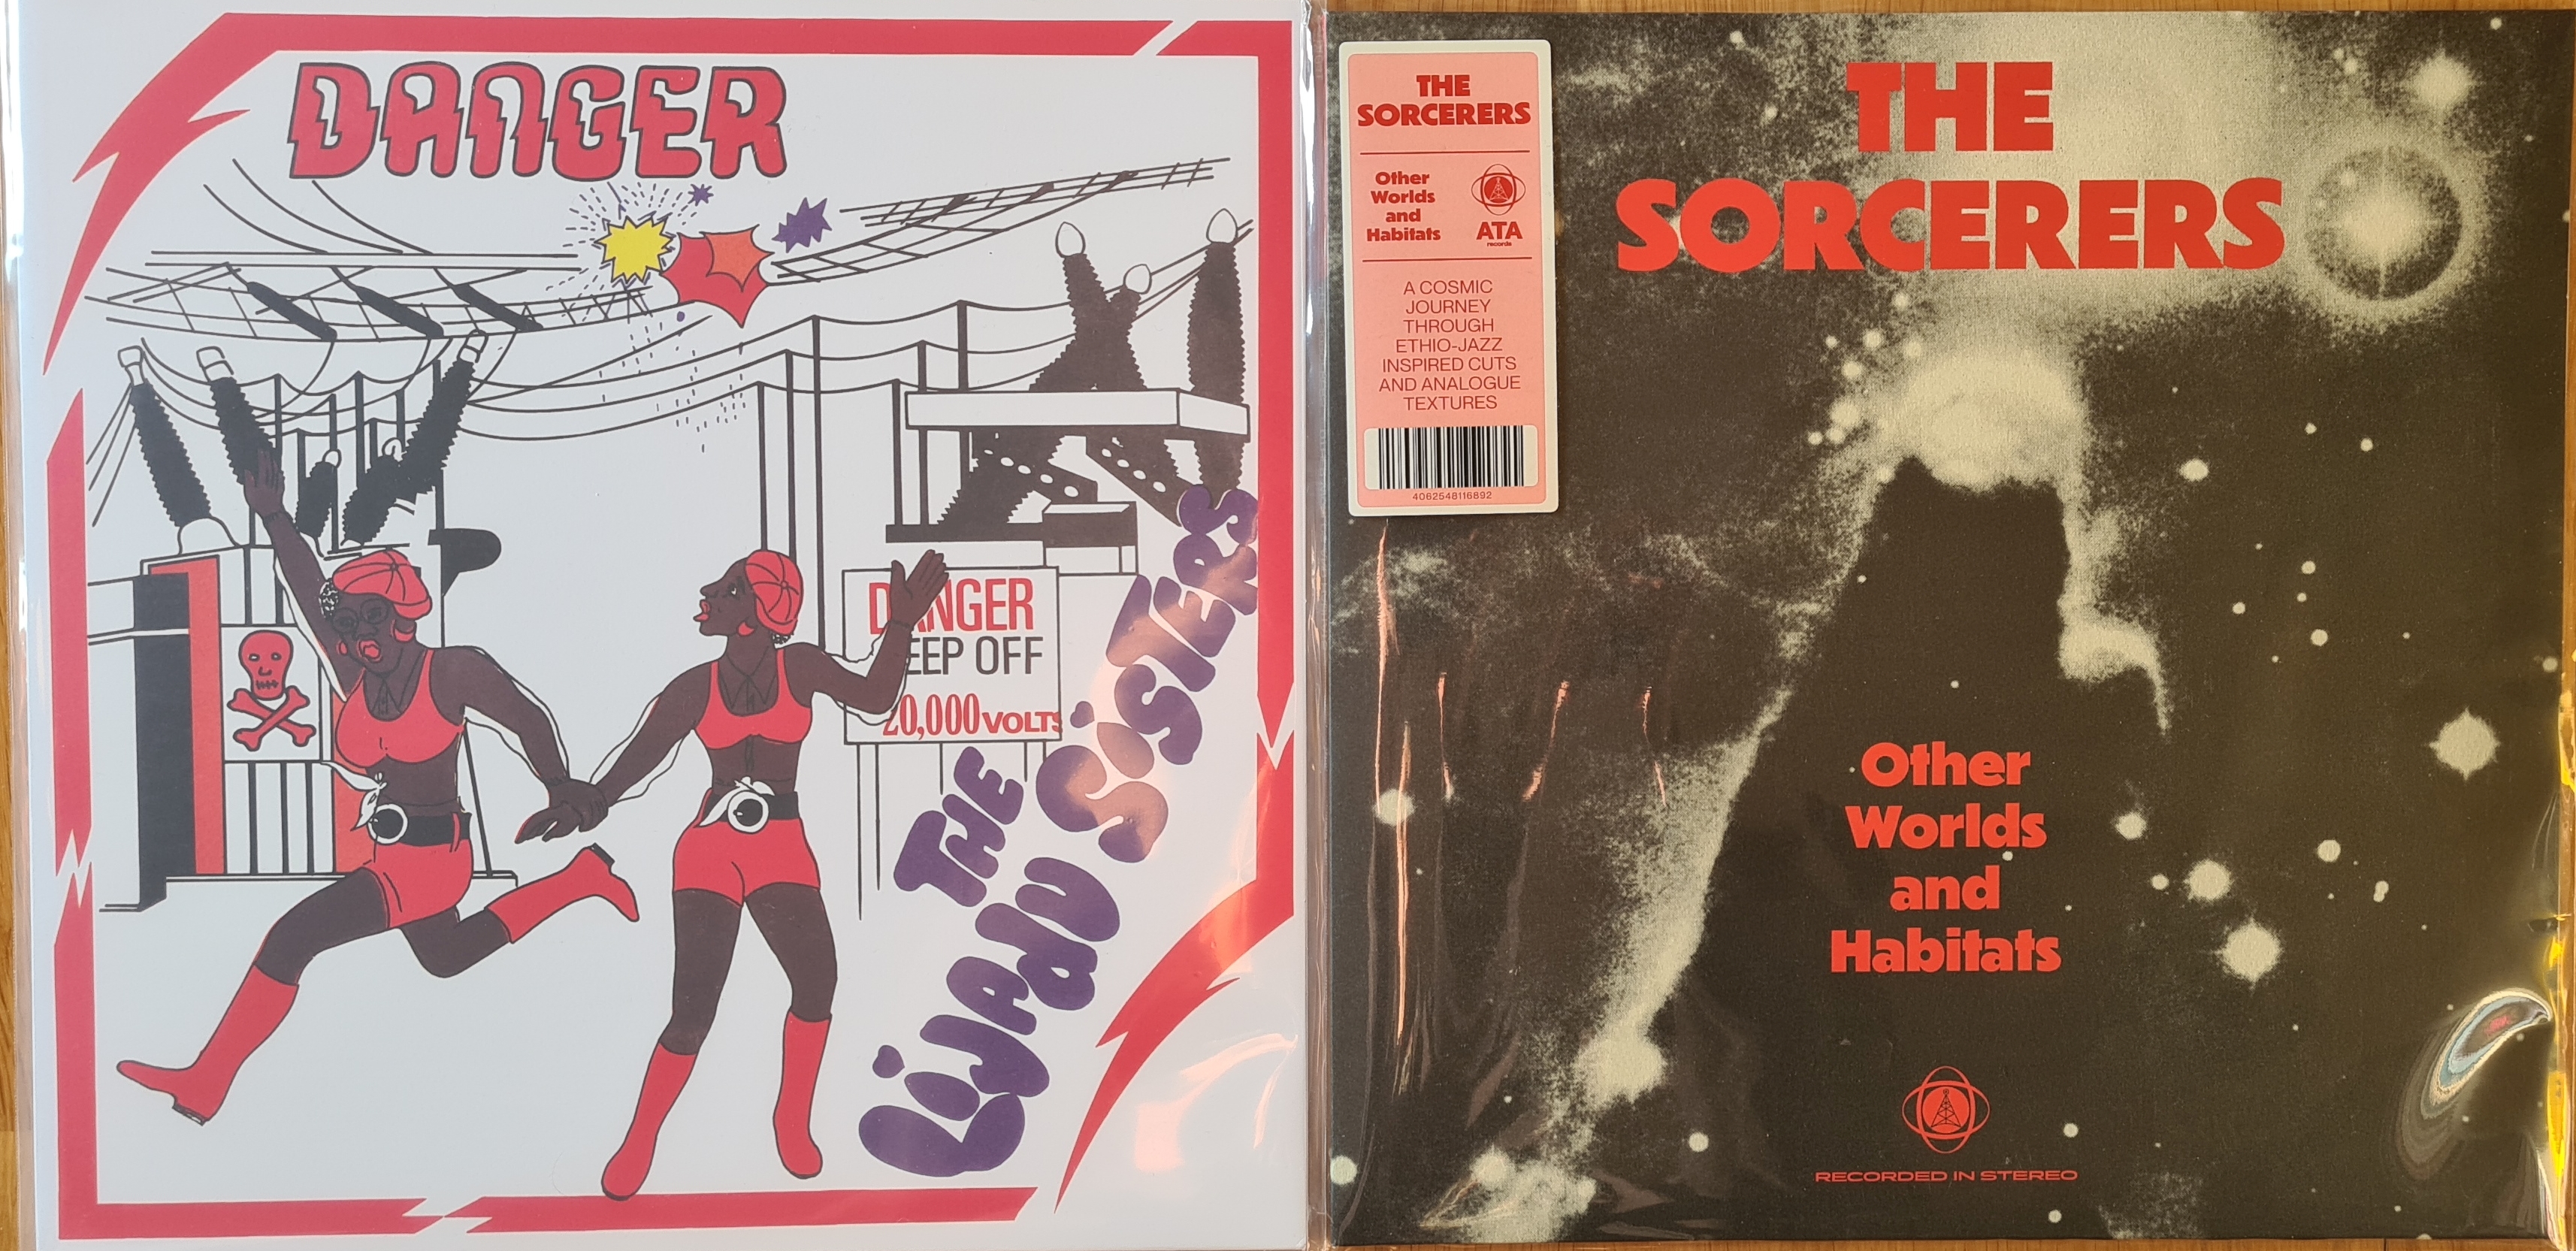 DANGER
DANGER
KEEP OFF
20,000 VOLTS
THE
LIJADU SISTERS
THE
SORCERERS
Other
Worlds
and
Habitats
ATA
records
A COSMIC
JOURNEY
THROUGH
ETHIO-JAZZ
INSPIRED CUTS
AND ANALOGUE
TEXTURES
4062548116892
THE
SORCERERS
Other
Worlds
and
Habitats
RECORDED IN STEREO